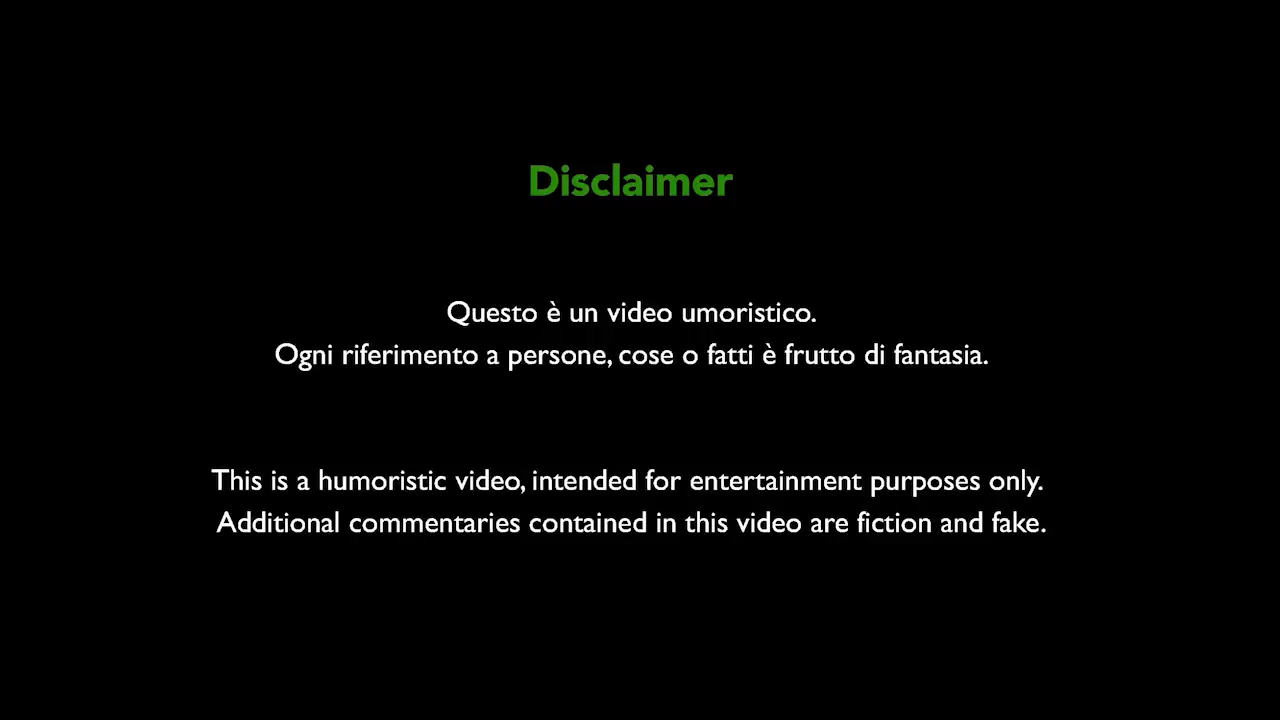 Disclaimer
Questo è un video umoristico.
Ogni riferimento a persone, cose o fatti è frutto di fantasia.
This is a humoristic video, intended for entertainment purposes only.
Additional commentaries contained in this video are fiction and fake.